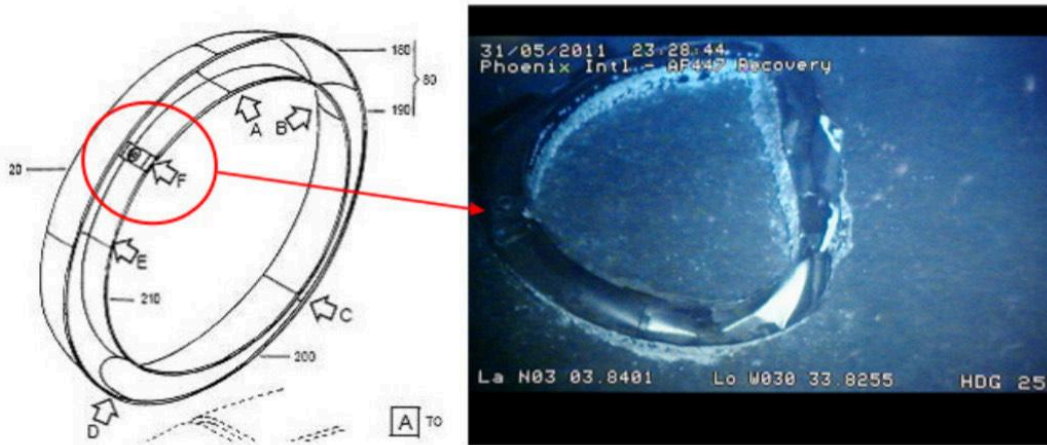 180
80
190
20
A
B
F
E
210
C
200
D
A TO
31/05/2011 23:28:44
Phoenix Intl - AF447 Recovery
La N03 03.8401 Lo W030 33.8255 HDG 25